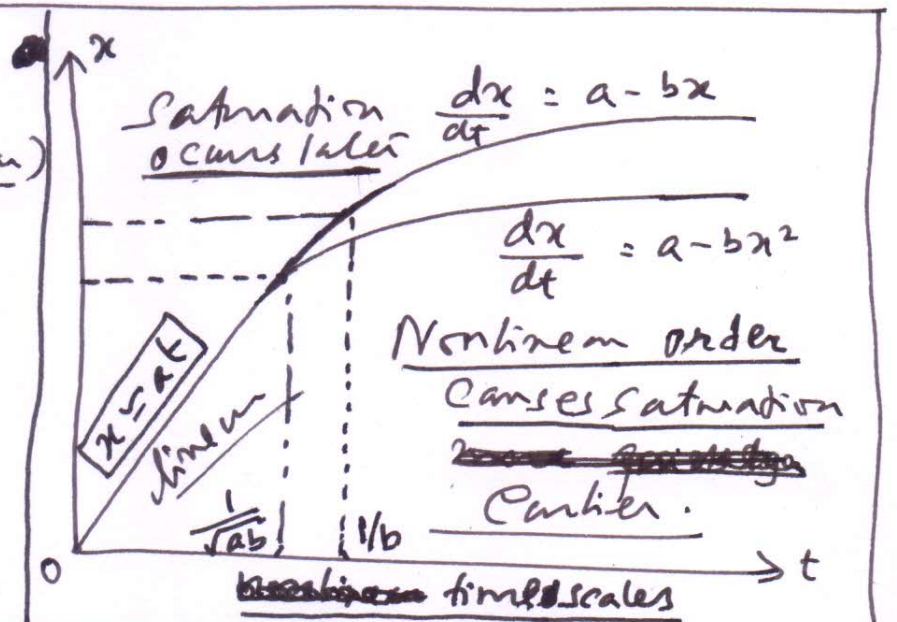 x
Saturation dx/dt = a - bx
occurs later
dx/dt = a - bx²
Nonlinear order
causes saturation
earlier.
x = at
linear
1/√ab 1/b
0 t
timescales